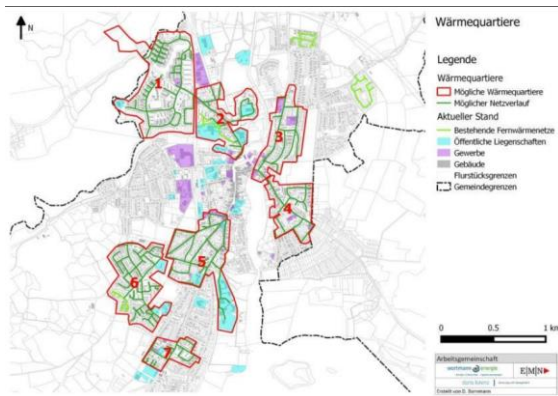 Wärmequartiere
N
Legende
Wärmequartiere
Mögliche Wärmequartiere
Möglicher Netzverlauf
Aktueller Stand
Bestehende Fernwärmenetze
Öffentliche Liegenschaften
Gewerbe
Gebäude
Flurstücksgrenzen
Gemeindegrenzen
1
2
3
4
5
6
7
0 0.5 1 km
Arbeitsgemeinschaft
E|M|N